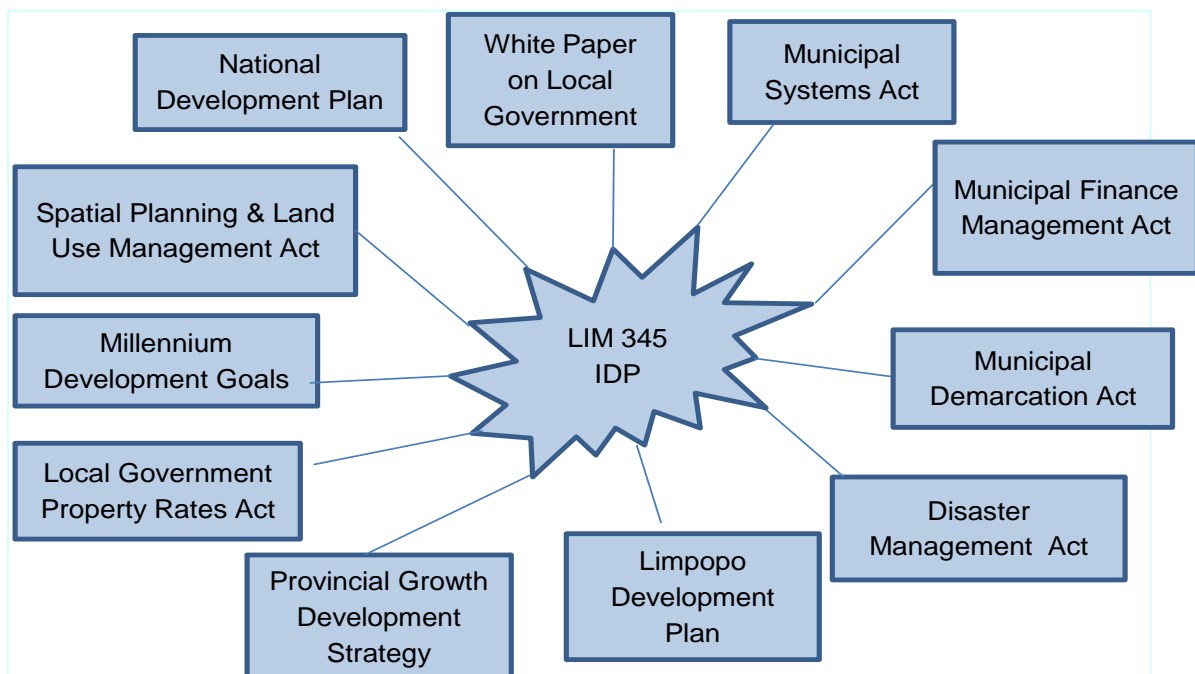 National
Development Plan
White Paper
on Local
Government
Municipal
Systems Act
Spatial Planning & Land
Use Management Act
Municipal Finance
Management Act
Millennium
Development Goals
LIM 345
IDP
Municipal
Demarcation Act
Local Government
Property Rates Act
Disaster
Management Act
Provincial Growth
Development
Strategy
Limpopo
Development
Plan